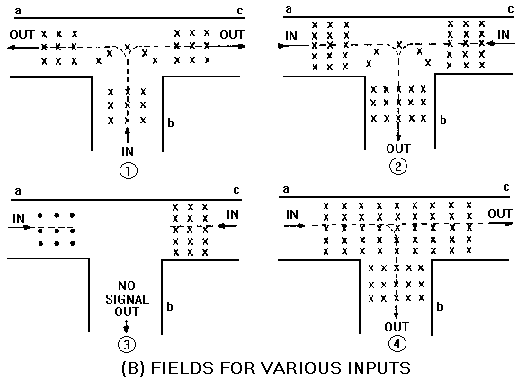 a c
OUT OUT
b
IN
1
a c
IN IN
b
OUT
2
a c
IN IN
NO
SIGNAL
OUT
b
3
a c
IN OUT
b
OUT
4
(B) FIELDS FOR VARIOUS INPUTS